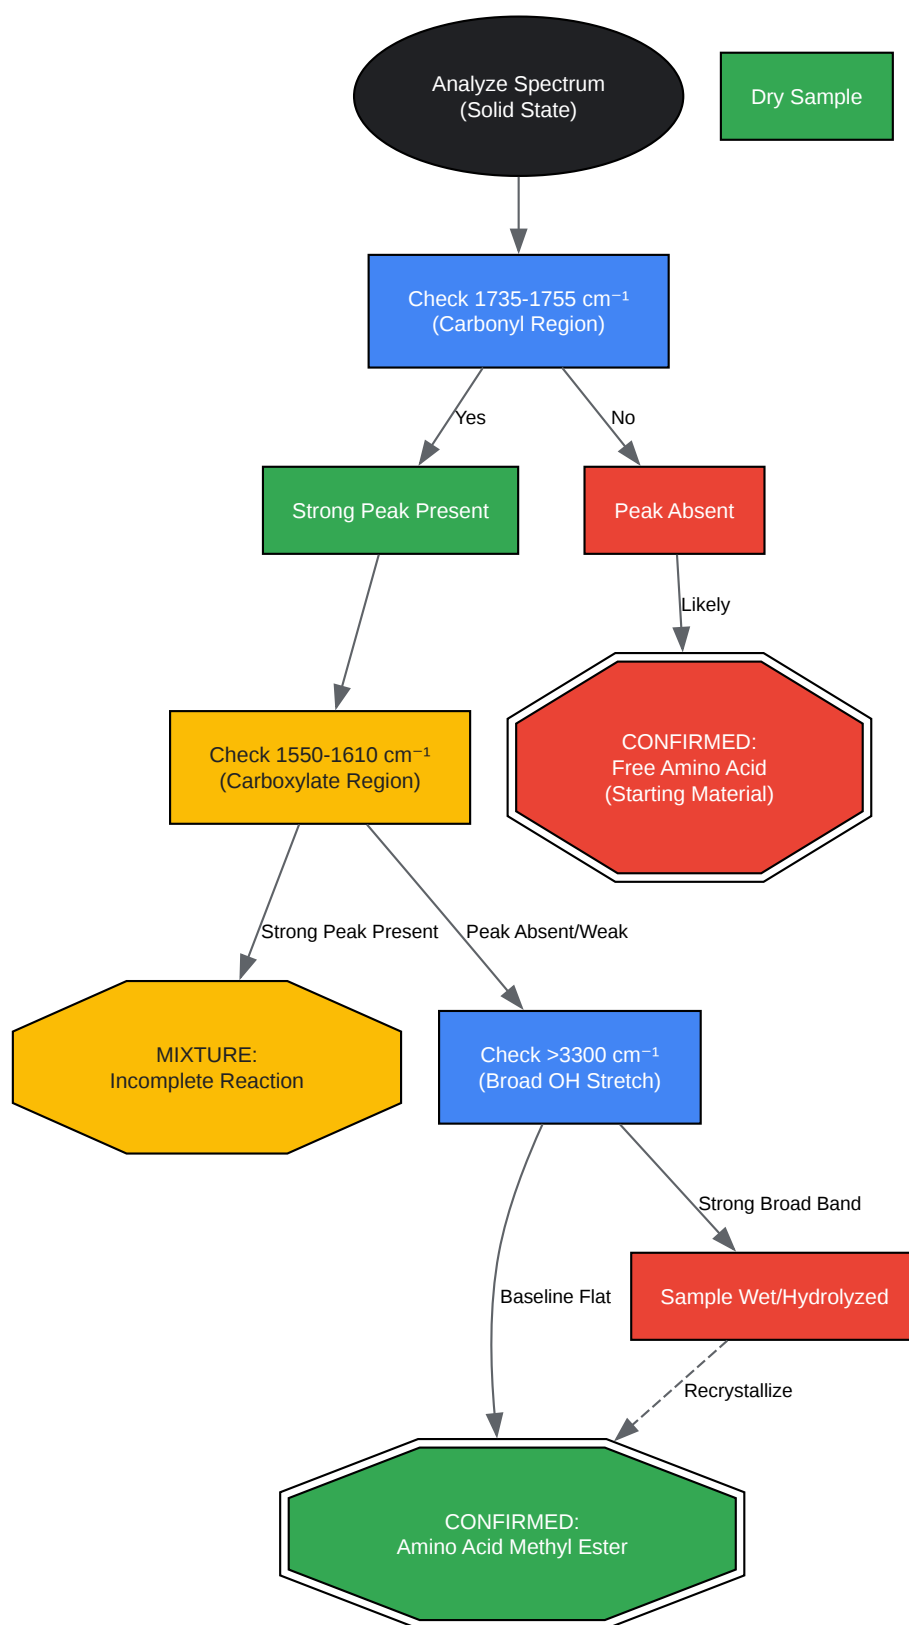 Analyze Spectrum
(Solid State)
Dry Sample
Check 1735-1755 cm⁻¹
(Carbonyl Region)
Yes
No
Strong Peak Present
Peak Absent
Likely
CONFIRMED:
Free Amino Acid
(Starting Material)
Check 1550-1610 cm⁻¹
(Carboxylate Region)
Strong Peak Present
Peak Absent/Weak
MIXTURE:
Incomplete Reaction
Check >3300 cm⁻¹
(Broad OH Stretch)
Strong Broad Band
Baseline Flat
Sample Wet/Hydrolyzed
Recrystallize
CONFIRMED:
Amino Acid Methyl Ester